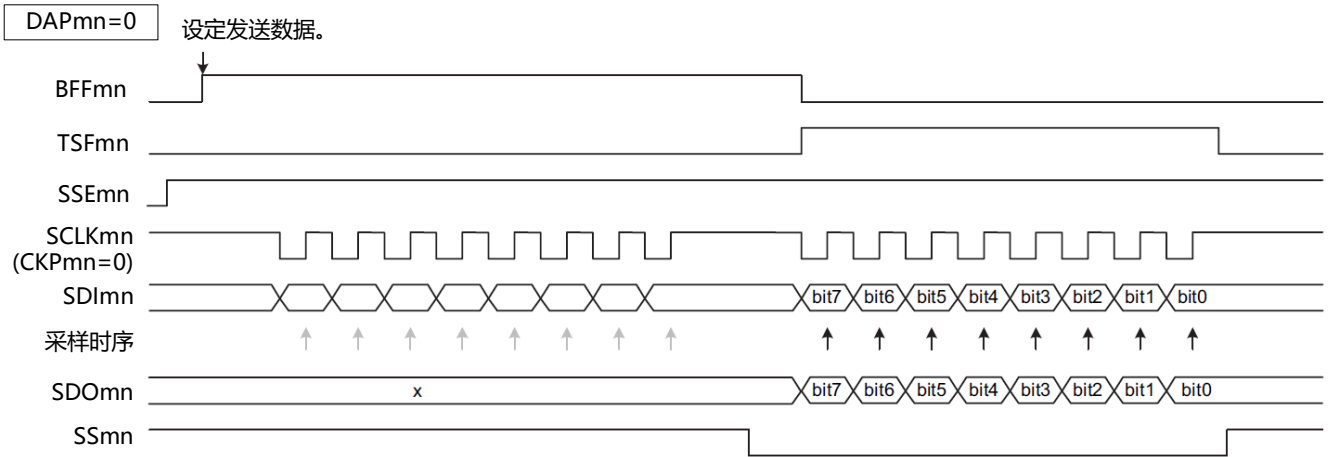 DAPmn=0
设定发送数据。
BFFmn
TSFmn
SSEmn
SCLKmn
(CKPmn=0)
SDImn
bit7 bit6 bit5 bit4 bit3 bit2 bit1 bit0
采样时序
SDOmn
x
bit7 bit6 bit5 bit4 bit3 bit2 bit1 bit0
SSmn